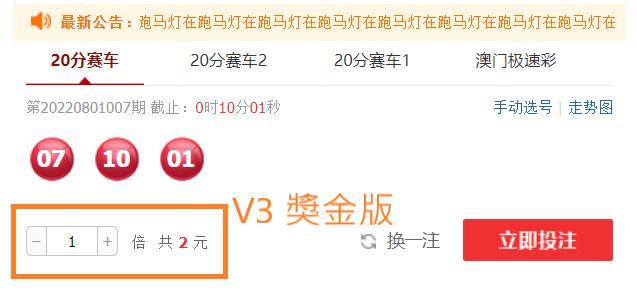 最新公告：跑马灯在跑马灯在跑马灯在跑马灯在跑马灯在跑马灯在跑马灯在跑马灯在
20分赛车 20分赛车2 20分赛车1 澳门极速彩
第20220801007期 截止：0时10分01秒 手动选号 | 走势图
07 10 01
V3 獎金版
− 1 + 倍 共 2 元 换一注 立即投注